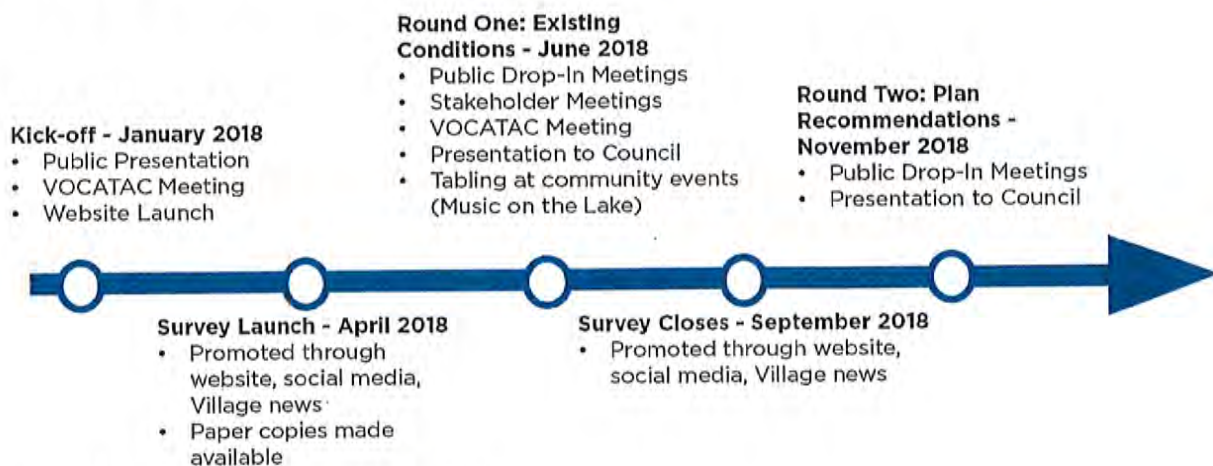 Kick-off - January 2018
• Public Presentation
• VOCATAC Meeting
• Website Launch
Survey Launch - April 2018
• Promoted through
website, social media,
Village news
• Paper copies made
available
Round One: Existing
Conditions - June 2018
• Public Drop-In Meetings
• Stakeholder Meetings
• VOCATAC Meeting
• Presentation to Council
• Tabling at community events
(Music on the Lake)
Survey Closes - September 2018
• Promoted through website,
social media, Village news
Round Two: Plan
Recommendations -
November 2018
• Public Drop-In Meetings
• Presentation to Council